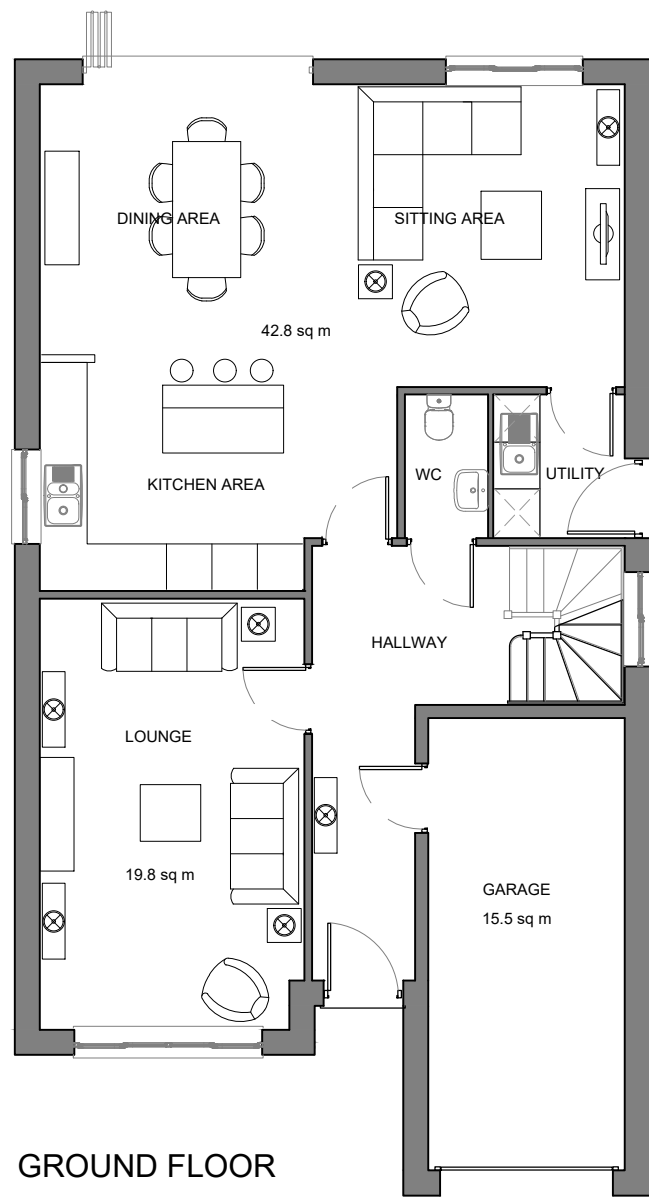 DINING AREA
SITTING AREA
42.8 sq m
KITCHEN AREA
WC
UTILITY
HALLWAY
LOUNGE
19.8 sq m
GARAGE
15.5 sq m
GROUND FLOOR